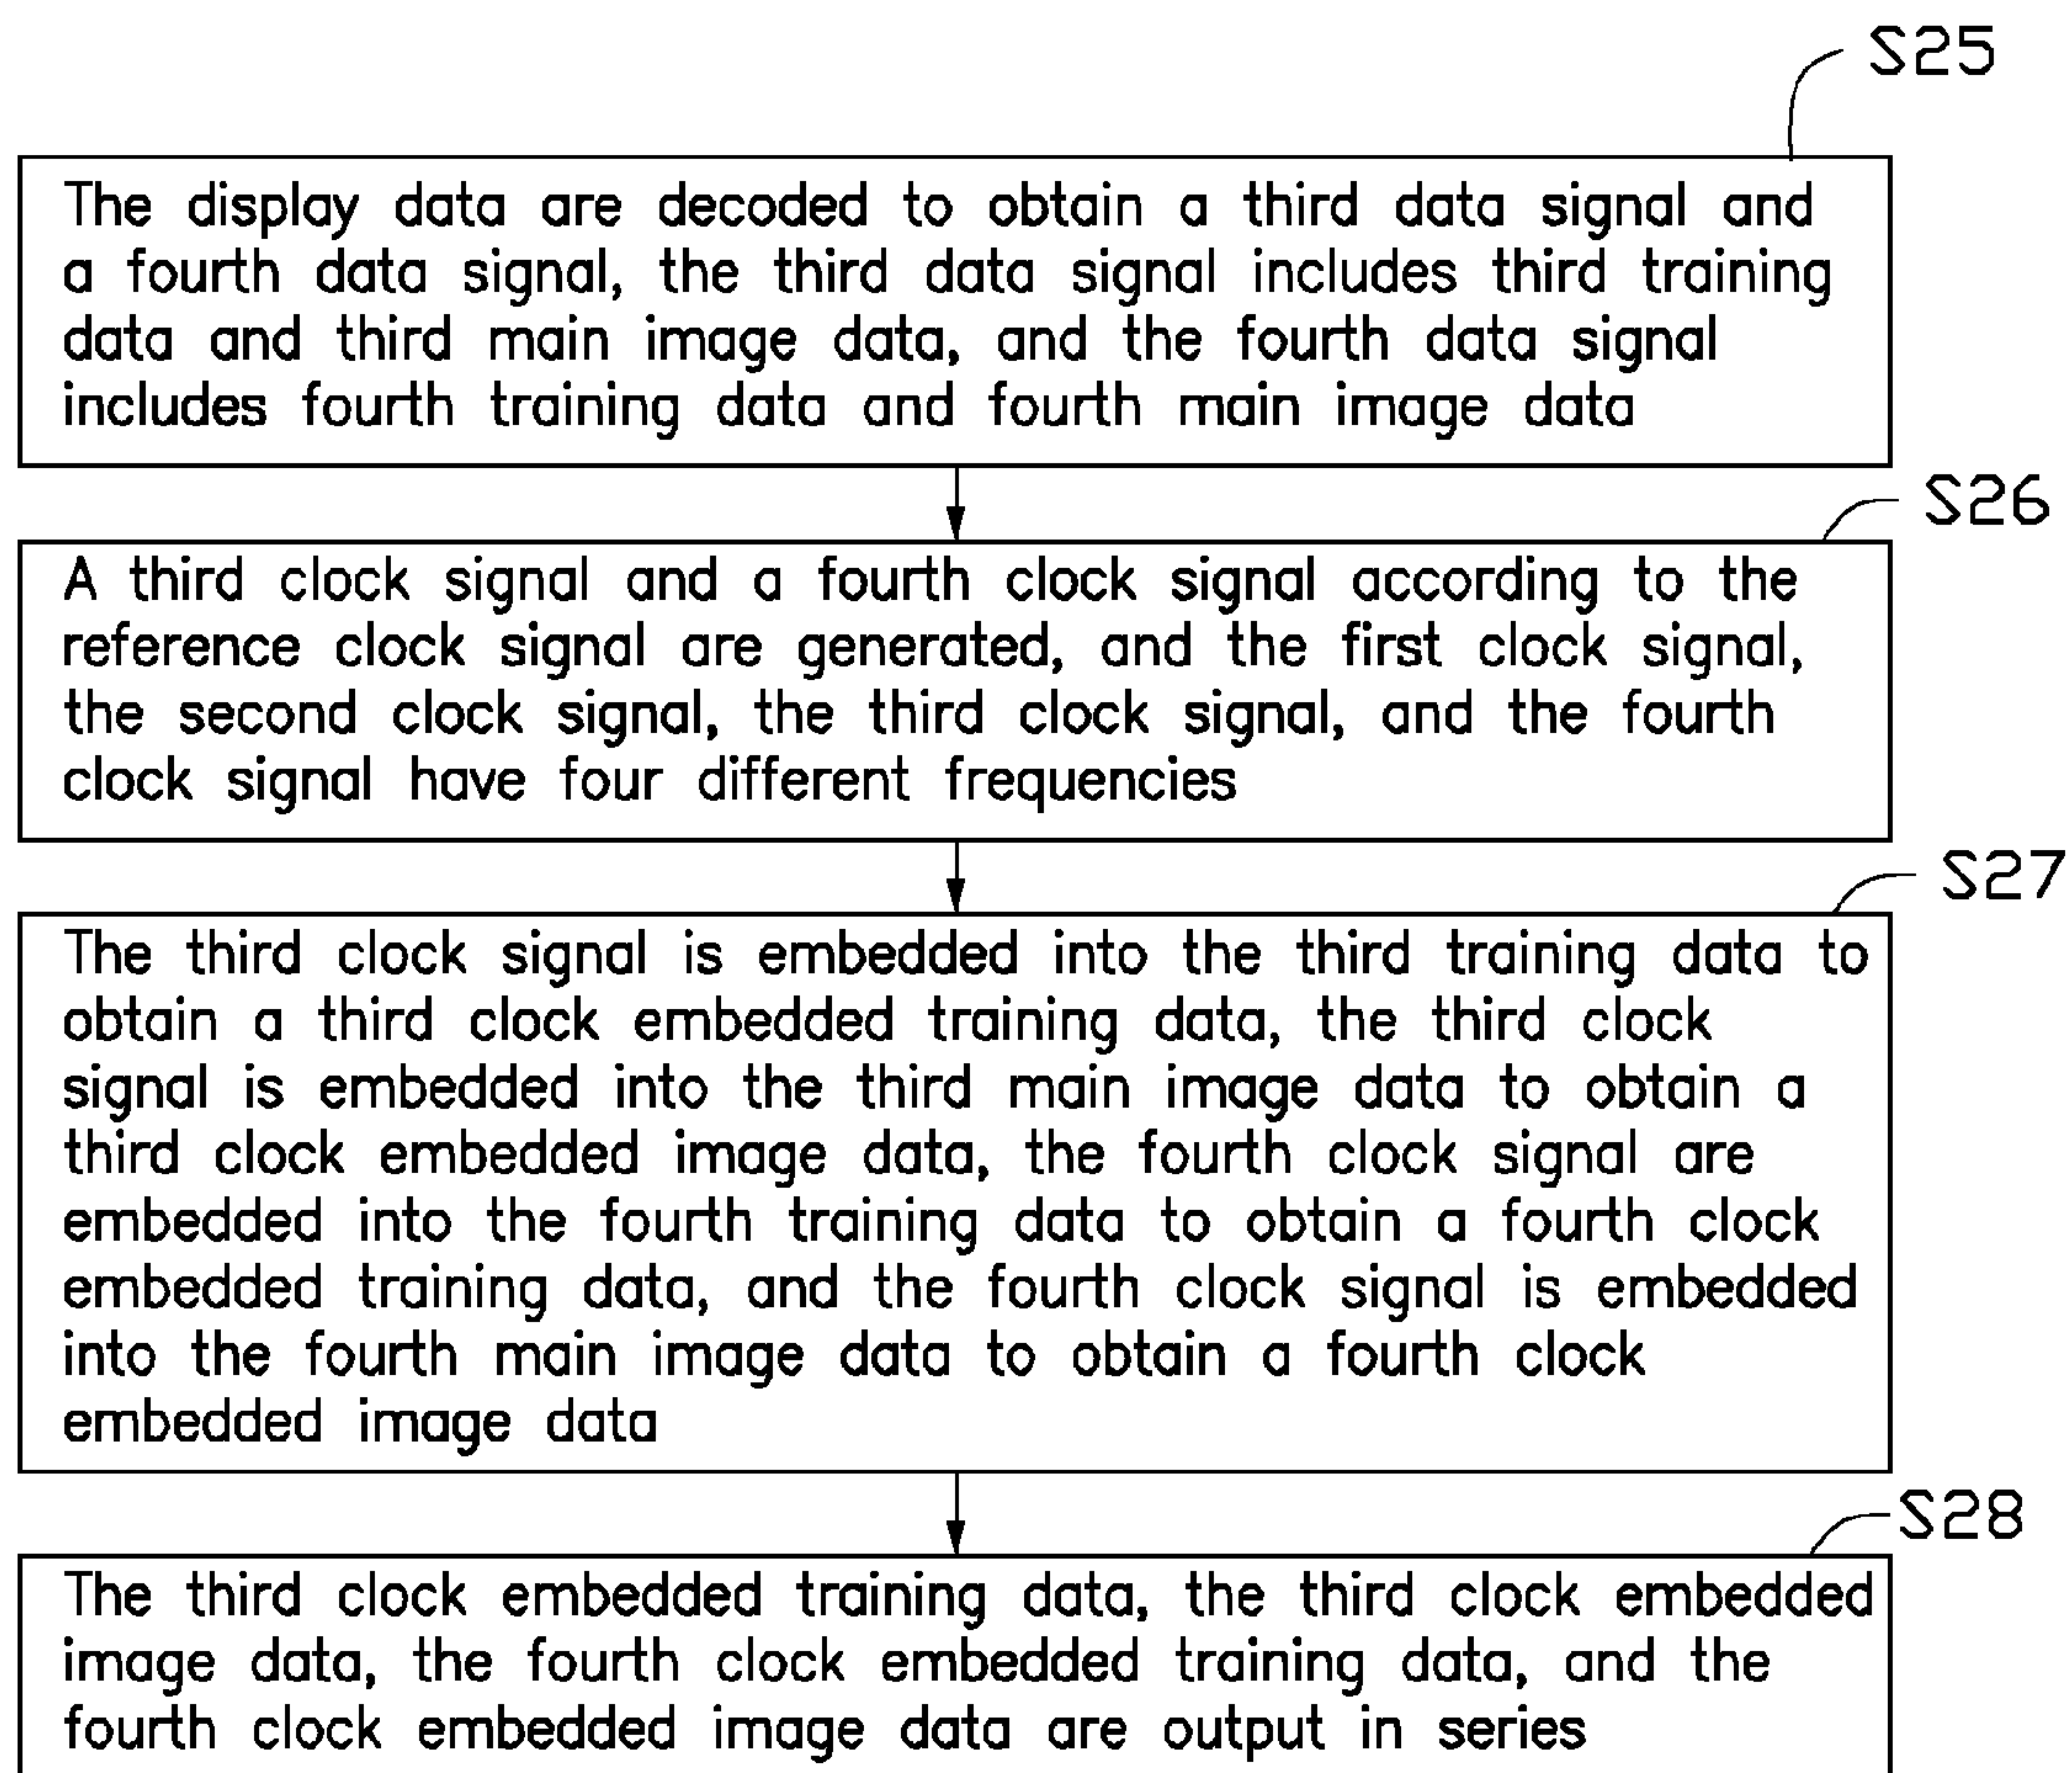 S25
The display data are decoded to obtain a third data signal and
a fourth data signal, the third data signal includes third training
data and third main image data, and the fourth data signal
includes fourth training data and fourth main image data
S26
A third clock signal and a fourth clock signal according to the
reference clock signal are generated, and the first clock signal,
the second clock signal, the third clock signal, and the fourth
clock signal have four different frequencies
S27
The third clock signal is embedded into the third training data to
obtain a third clock embedded training data, the third clock
signal is embedded into the third main image data to obtain a
third clock embedded image data, the fourth clock signal are
embedded into the fourth training data to obtain a fourth clock
embedded training data, and the fourth clock signal is embedded
into the fourth main image data to obtain a fourth clock
embedded image data
S28
The third clock embedded training data, the third clock embedded
image data, the fourth clock embedded training data, and the
fourth clock embedded image data are output in series